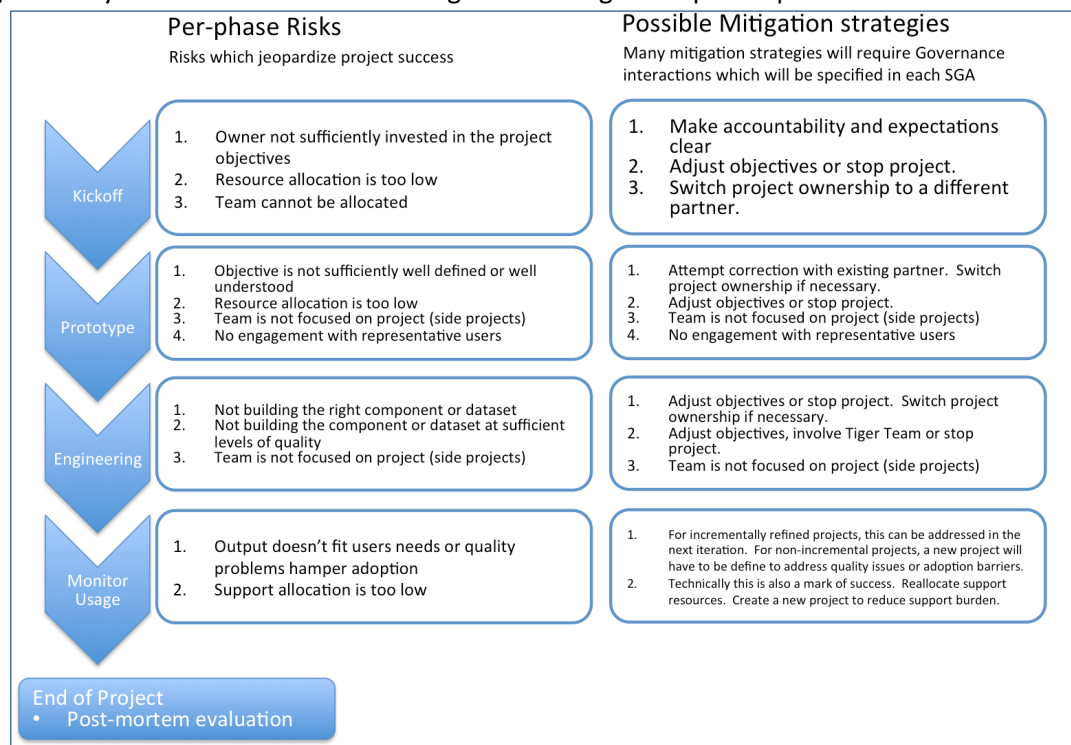 Per-phase Risks
Risks which jeopardize project success
Possible Mitigation strategies
Many mitigation strategies will require Governance
interactions which will be specified in each SGA
Kickoff
1. Owner not sufficiently invested in the project
objectives
2. Resource allocation is too low
3. Team cannot be allocated
1. Make accountability and expectations
clear
2. Adjust objectives or stop project.
3. Switch project ownership to a different
partner.
Prototype
1. Objective is not sufficiently well defined or well
understood
2. Resource allocation is too low
3. Team is not focused on project (side projects)
4. No engagement with representative users
1. Attempt correction with existing partner. Switch
project ownership if necessary.
2. Adjust objectives or stop project.
3. Team is not focused on project (side projects)
4. No engagement with representative users
Engineering
1. Not building the right component or dataset
2. Not building the component or dataset at sufficient
levels of quality
3. Team is not focused on project (side projects)
1. Adjust objectives or stop project. Switch project
ownership if necessary.
2. Adjust objectives, involve Tiger Team or stop
project.
3. Team is not focused on project (side projects)
Monitor
Usage
1. Output doesn't fit users needs or quality
problems hamper adoption
2. Support allocation is too low
1. For incrementally refined projects, this can be addressed in the
next iteration. For non-incremental projects, a new project will
have to be define to address quality issues or adoption barriers.
2. Technically this is also a mark of success. Reallocate support
resources. Create a new project to reduce support burden.
End of Project
• Post-mortem evaluation